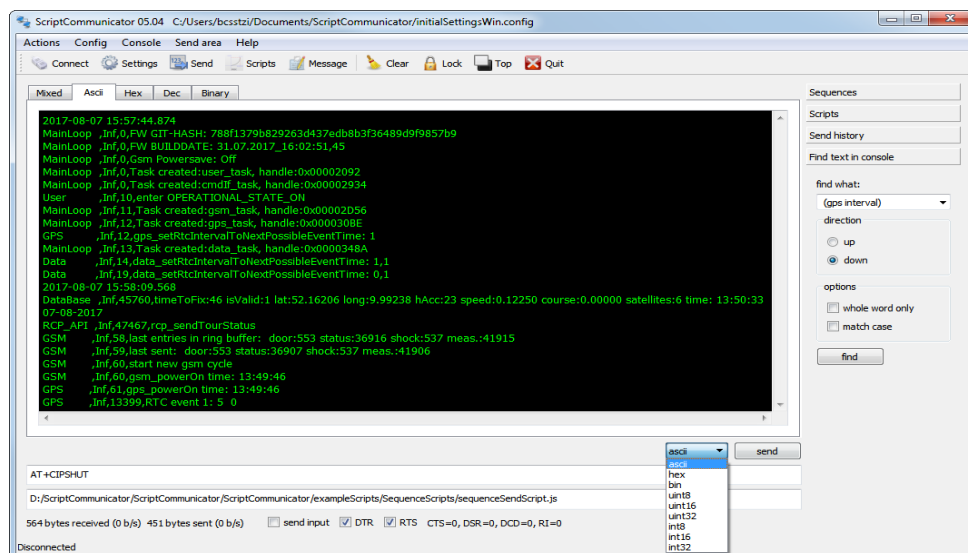 ScriptCommunicator 05.04   C:/Users/bcsstzi/Documents/ScriptCommunicator/initialSettingsWin.config
Actions Config Console Send area Help
Connect Settings Send Scripts Message Clear Lock Top Quit
Mixed Ascii Hex Dec Binary
2017-08-07 15:57:44.874
MainLoop ,Inf,0,FW GIT-HASH: 788f1379b829263d437edb8b3f36489d9f9857b9
MainLoop ,Inf,0,FW BUILDDATE: 31.07.2017_16:02:51,45
MainLoop ,Inf,0,Gsm Powersave: Off
MainLoop ,Inf,0,Task created:user_task, handle:0x00002092
MainLoop ,Inf,0,Task created:cmdIf_task, handle:0x00002934
User ,Inf,10,enter OPERATIONAL_STATE_ON
MainLoop ,Inf,11,Task created:gsm_task, handle:0x00002D56
MainLoop ,Inf,12,Task created:gps_task, handle:0x000030BE
GPS ,Inf,12,gps_setRtcIntervalToNextPossibleEventTime: 1
MainLoop ,Inf,13,Task created:data_task, handle:0x0000348A
Data ,Inf,14,data_setRtcIntervalToNextPossibleEventTime: 1,1
Data ,Inf,19,data_setRtcIntervalToNextPossibleEventTime: 0,1
2017-08-07 15:58:09.568
DataBase ,Inf,45760,timeToFix:46 isValid:1 lat:52.16206 long:9.99238 hAcc:23 speed:0.12250 course:0.00000 satellites:6 time: 13:50:33
07-08-2017
RCP_API ,Inf,47467,rcp_sendTourStatus
GSM ,Inf,58,last entries in ring buffer: door:553 status:36916 shock:537 meas.:41915
GSM ,Inf,59,last sent: door:553 status:36907 shock:537 meas.:41906
GSM ,Inf,60,start new gsm cycle
GSM ,Inf,60,gsm_powerOn time: 13:49:46
GPS ,Inf,61,gps_powerOn time: 13:49:46
GPS ,Inf,13399,RTC event 1: 5 0
Sequences
Scripts
Send history
Find text in console
find what:
(gps interval)
direction
up
down
options
whole word only
match case
find
ascii
send
ascii
hex
bin
uint8
uint16
uint32
int8
int16
int32
AT+CIPSHUT
D:/ScriptCommunicator/ScriptCommunicator/ScriptCommunicator/exampleScripts/SequenceScripts/sequenceSendScript.js
564 bytes received (0 b/s) 451 bytes sent (0 b/s) send input DTR RTS CTS=0, DSR=0, DCD=0, RI=0
Disconnected